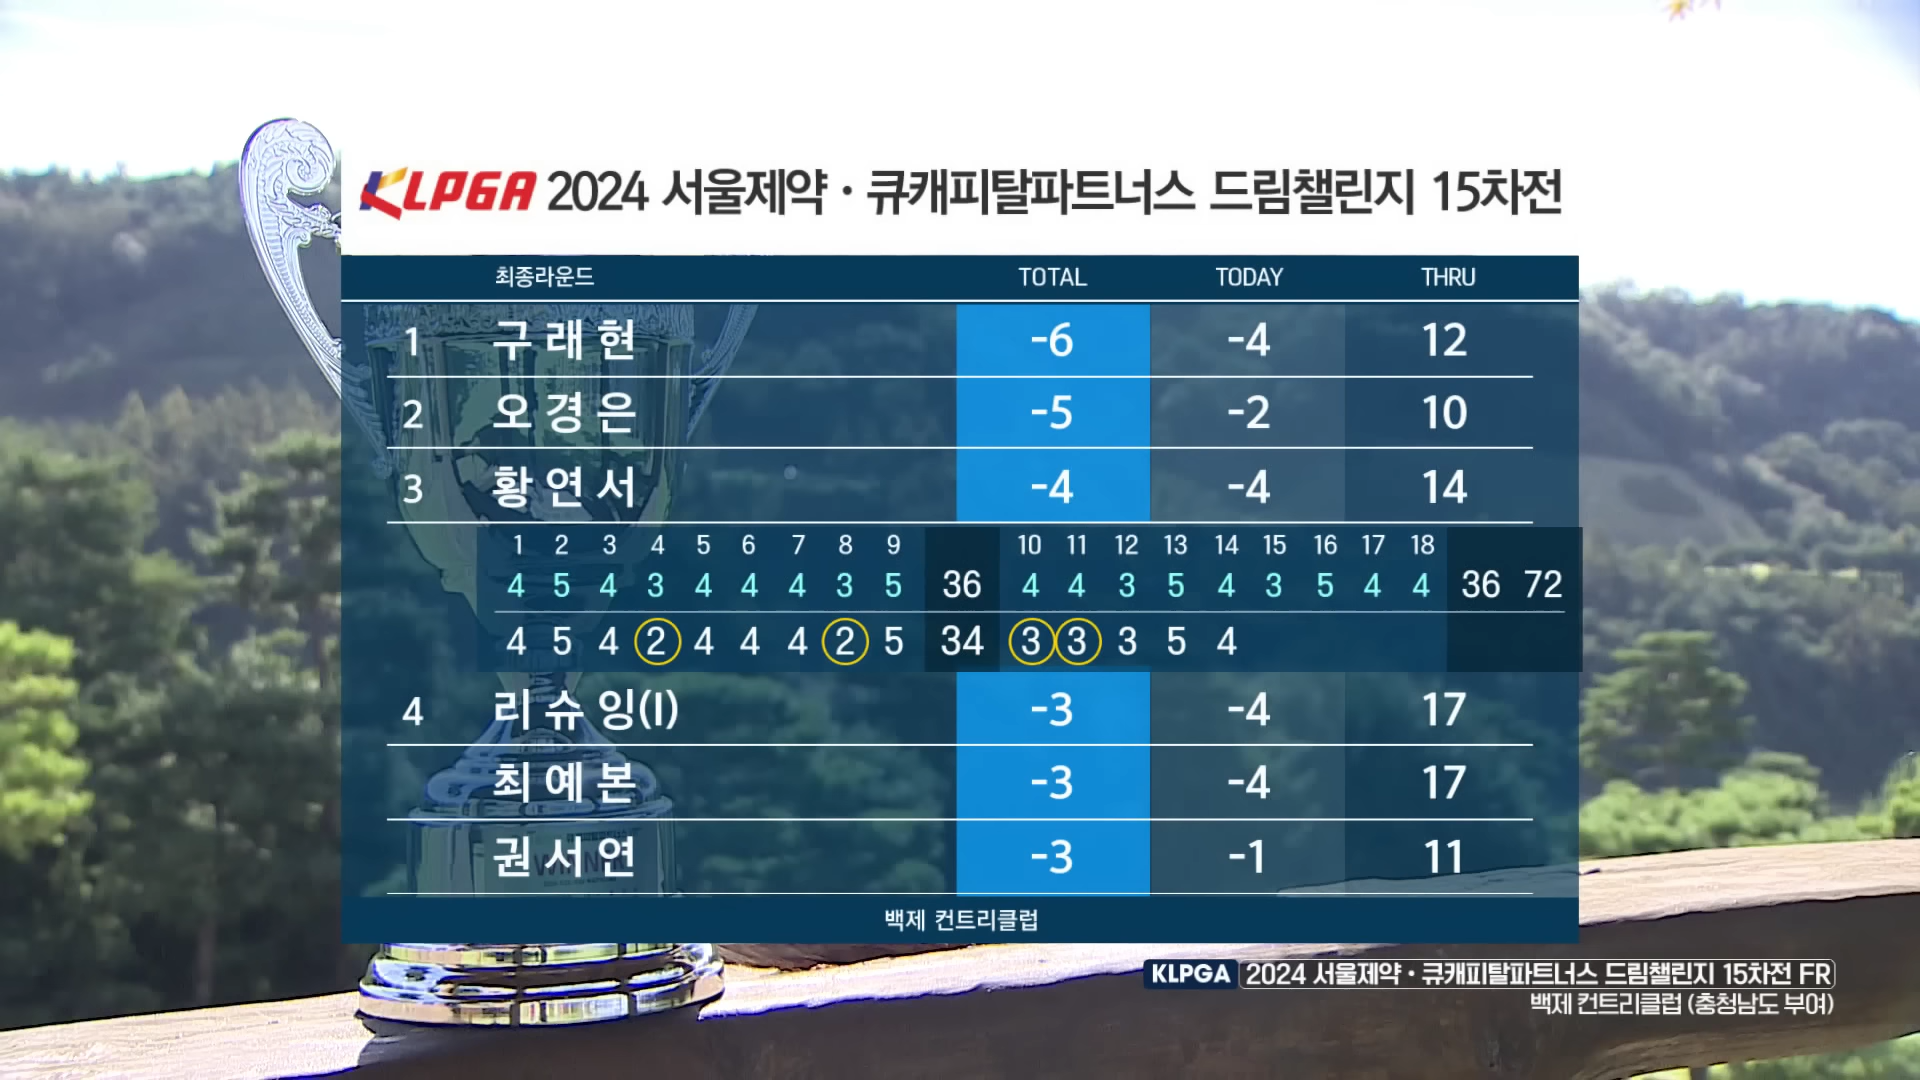 KLPGA 2024 서울제약·큐캐피탈파트너스 드림챌린지 15차전
최종라운드 TOTAL TODAY THRU
1 구래현 -6 -4 12
2 오경은 -5 -2 10
3 황연서 -4 -4 14
1 2 3 4 5 6 7 8 9 10 11 12 13 14 15 16 17 18
4 5 4 3 4 4 4 3 5 36 4 4 3 5 4 3 5 4 4 36 72
4 5 4 2 4 4 4 2 5 34 3 3 3 5 4
4 리슈잉(I) -3 -4 17
최예본 -3 -4 17
권서연 -3 -1 11
백제 컨트리클럽
KLPGA 2024 서울제약·큐캐피탈파트너스 드림챌린지 15차전 FR
백제 컨트리클럽 (충청남도 부여)